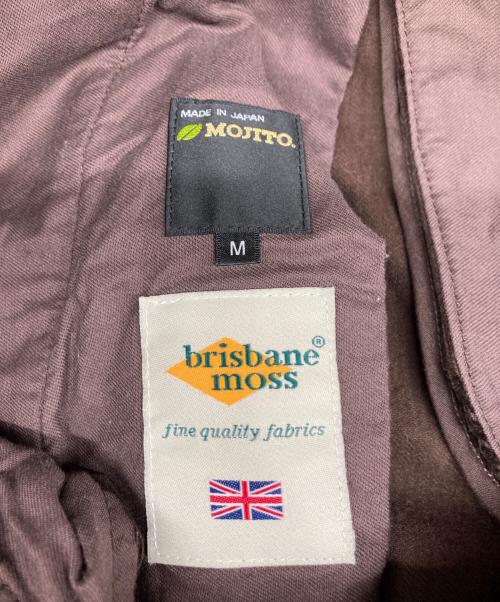 MADE IN JAPAN
MOJITO.
M
brisbane®
moss
fine quality fabrics